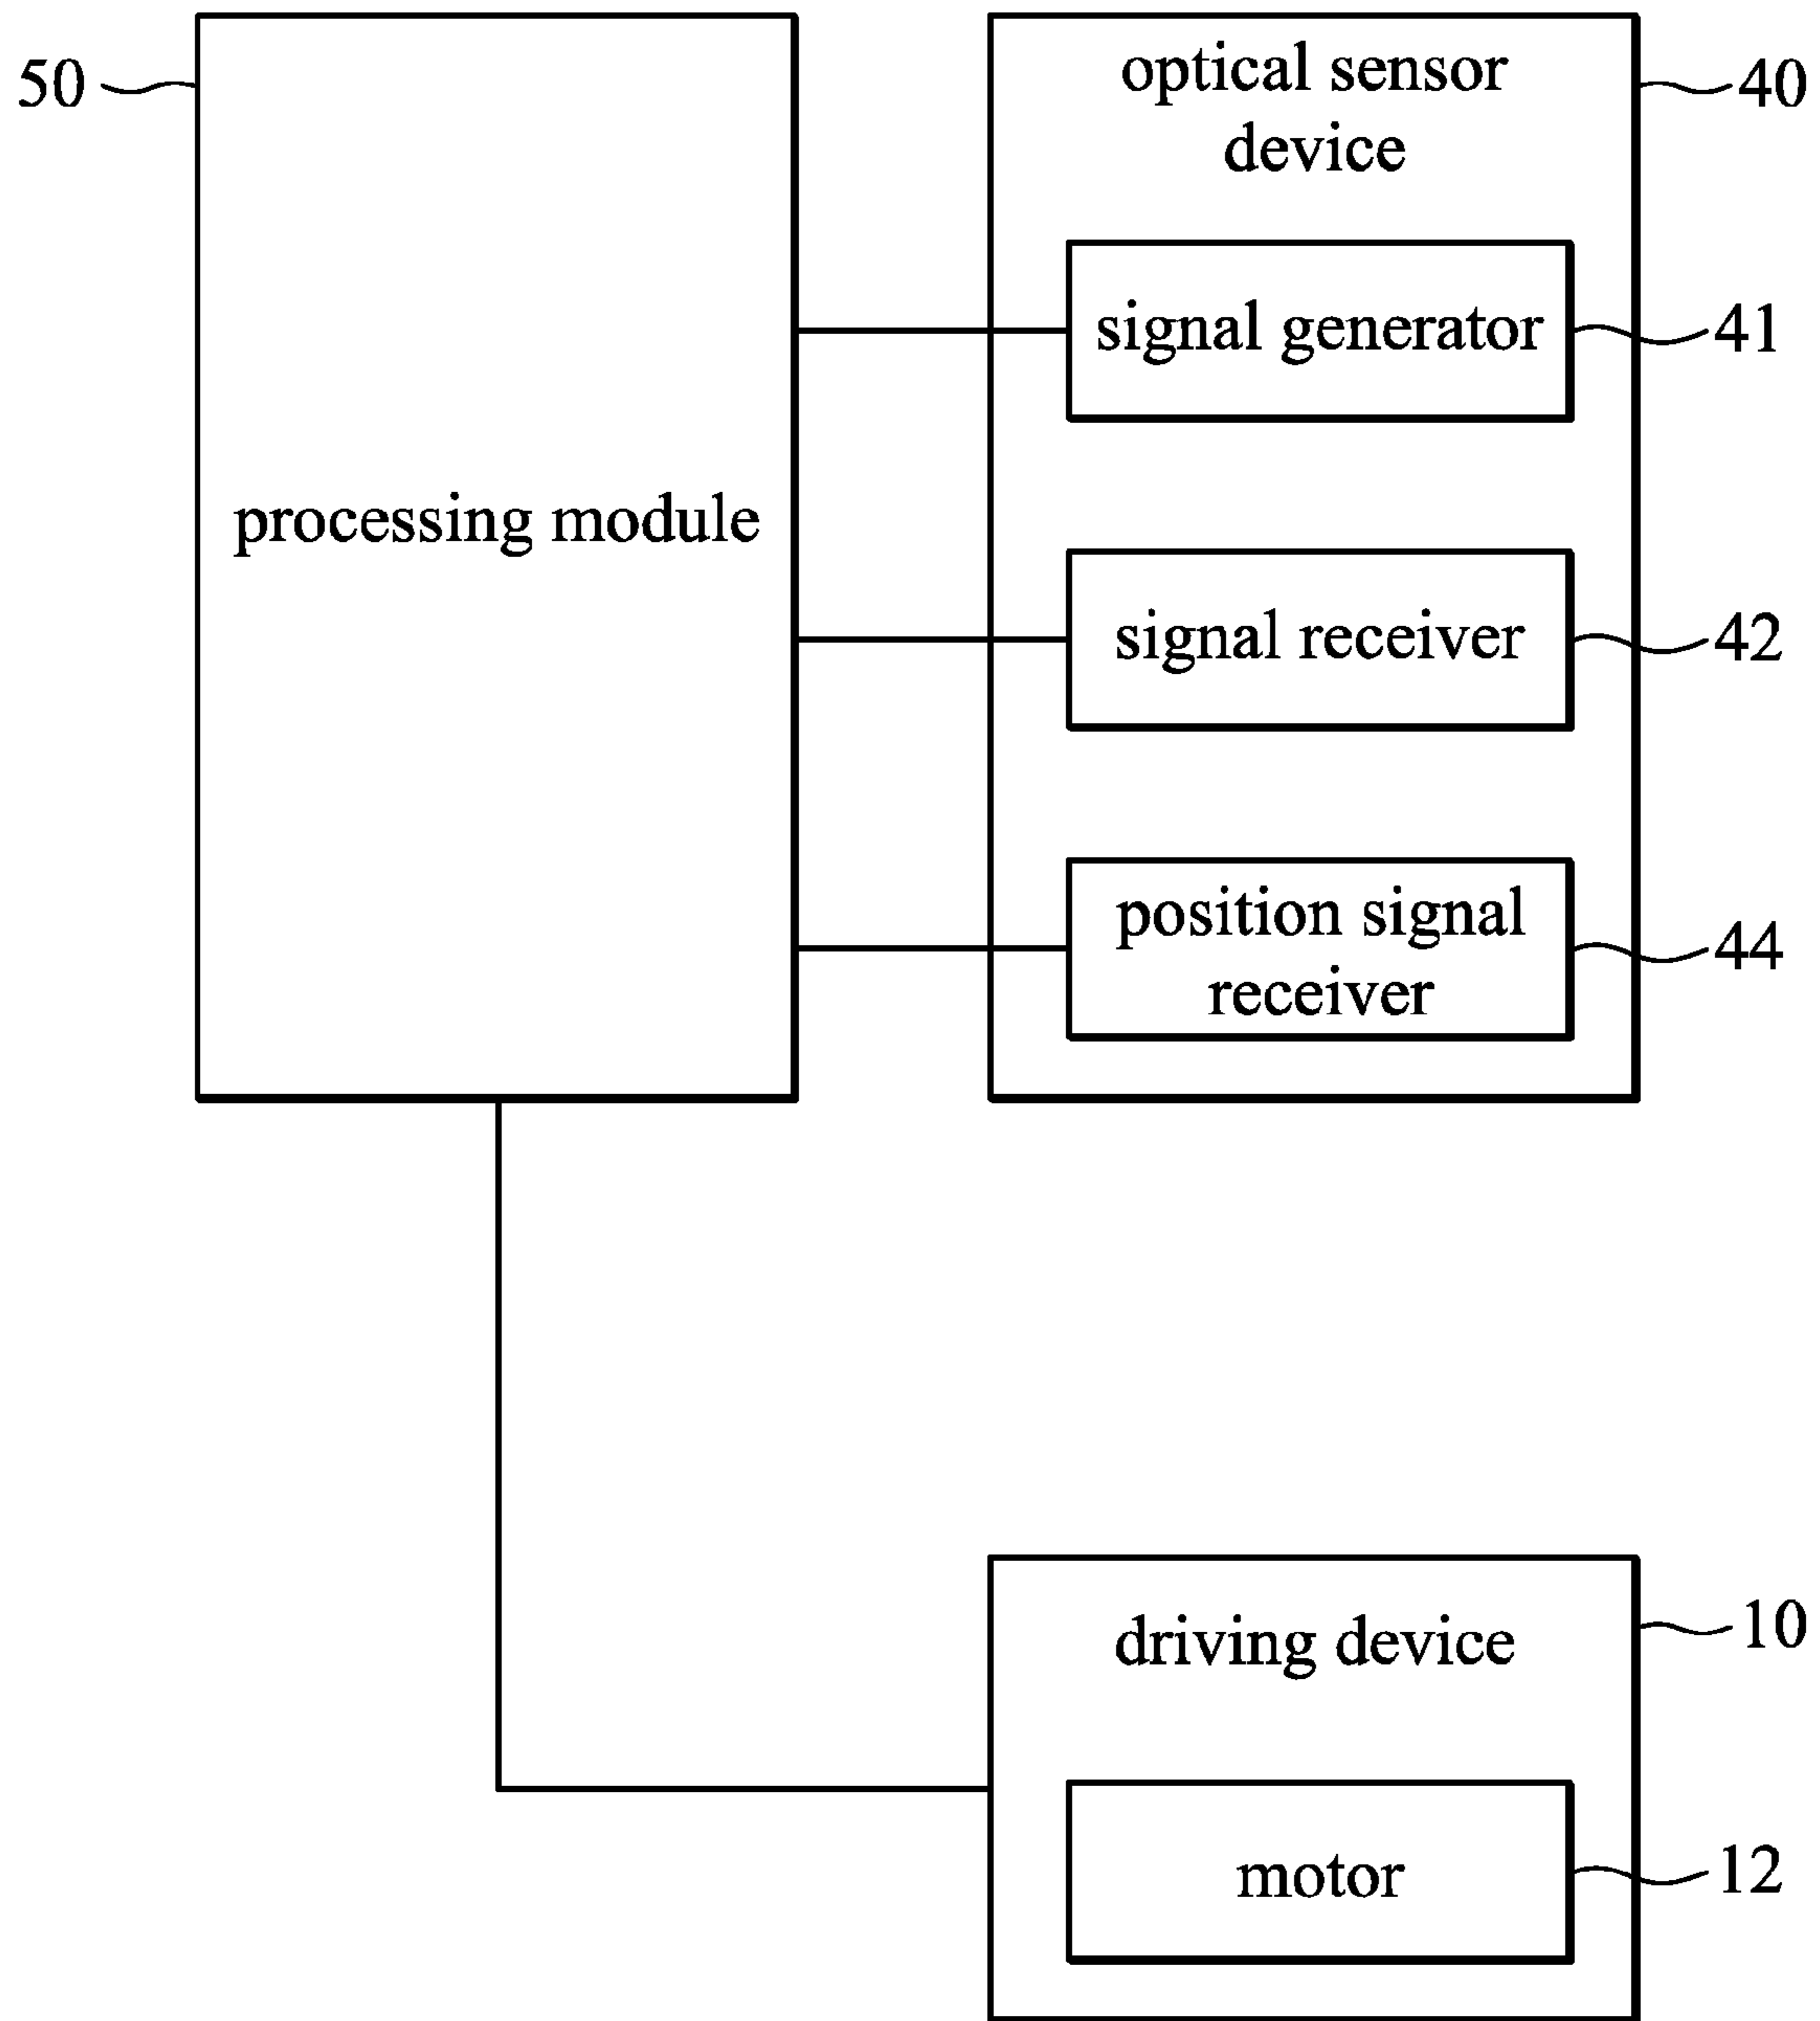 50
processing module
optical sensor
device
40
signal generator
41
signal receiver
42
position signal
receiver
44
driving device
10
motor
12